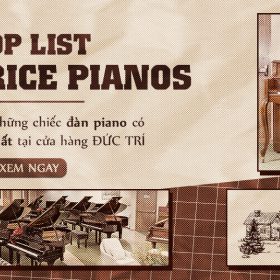 OP LIST
RICE PIANOS
hững chiếc đàn piano có
ất tại cửa hàng ĐỨC TRÍ
XEM NGAY